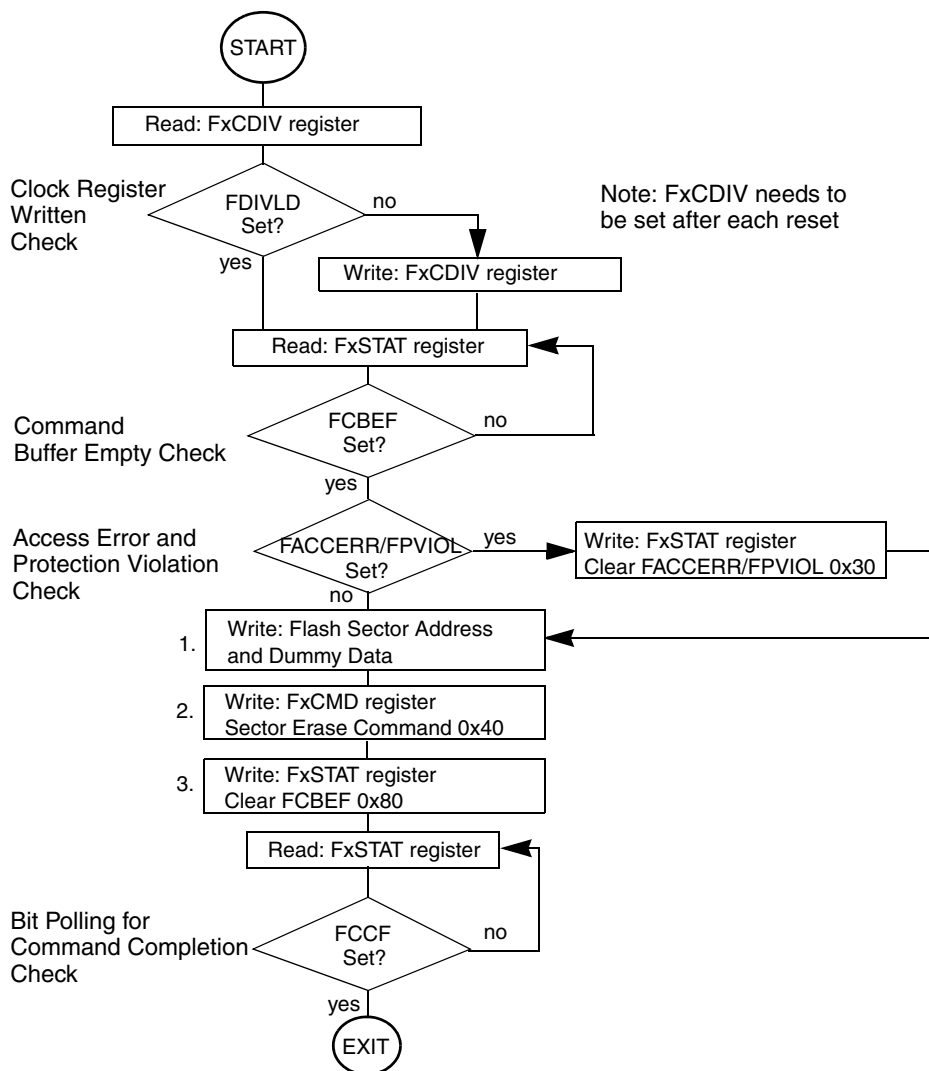 START
Read: FxCDIV register
Clock Register
Written
Check
FDIVLD
Set?
no
yes
Note: FxCDIV needs to
be set after each reset
Write: FxCDIV register
Read: FxSTAT register
Command
Buffer Empty Check
FCBEF
Set?
no
yes
Access Error and
Protection Violation
Check
FACCERR/FPVIOL
Set?
yes
no
Write: FxSTAT register
Clear FACCERR/FPVIOL 0x30
1.
Write: Flash Sector Address
and Dummy Data
2.
Write: FxCMD register
Sector Erase Command 0x40
3.
Write: FxSTAT register
Clear FCBEF 0x80
Read: FxSTAT register
Bit Polling for
Command Completion
Check
FCCF
Set?
no
yes
EXIT